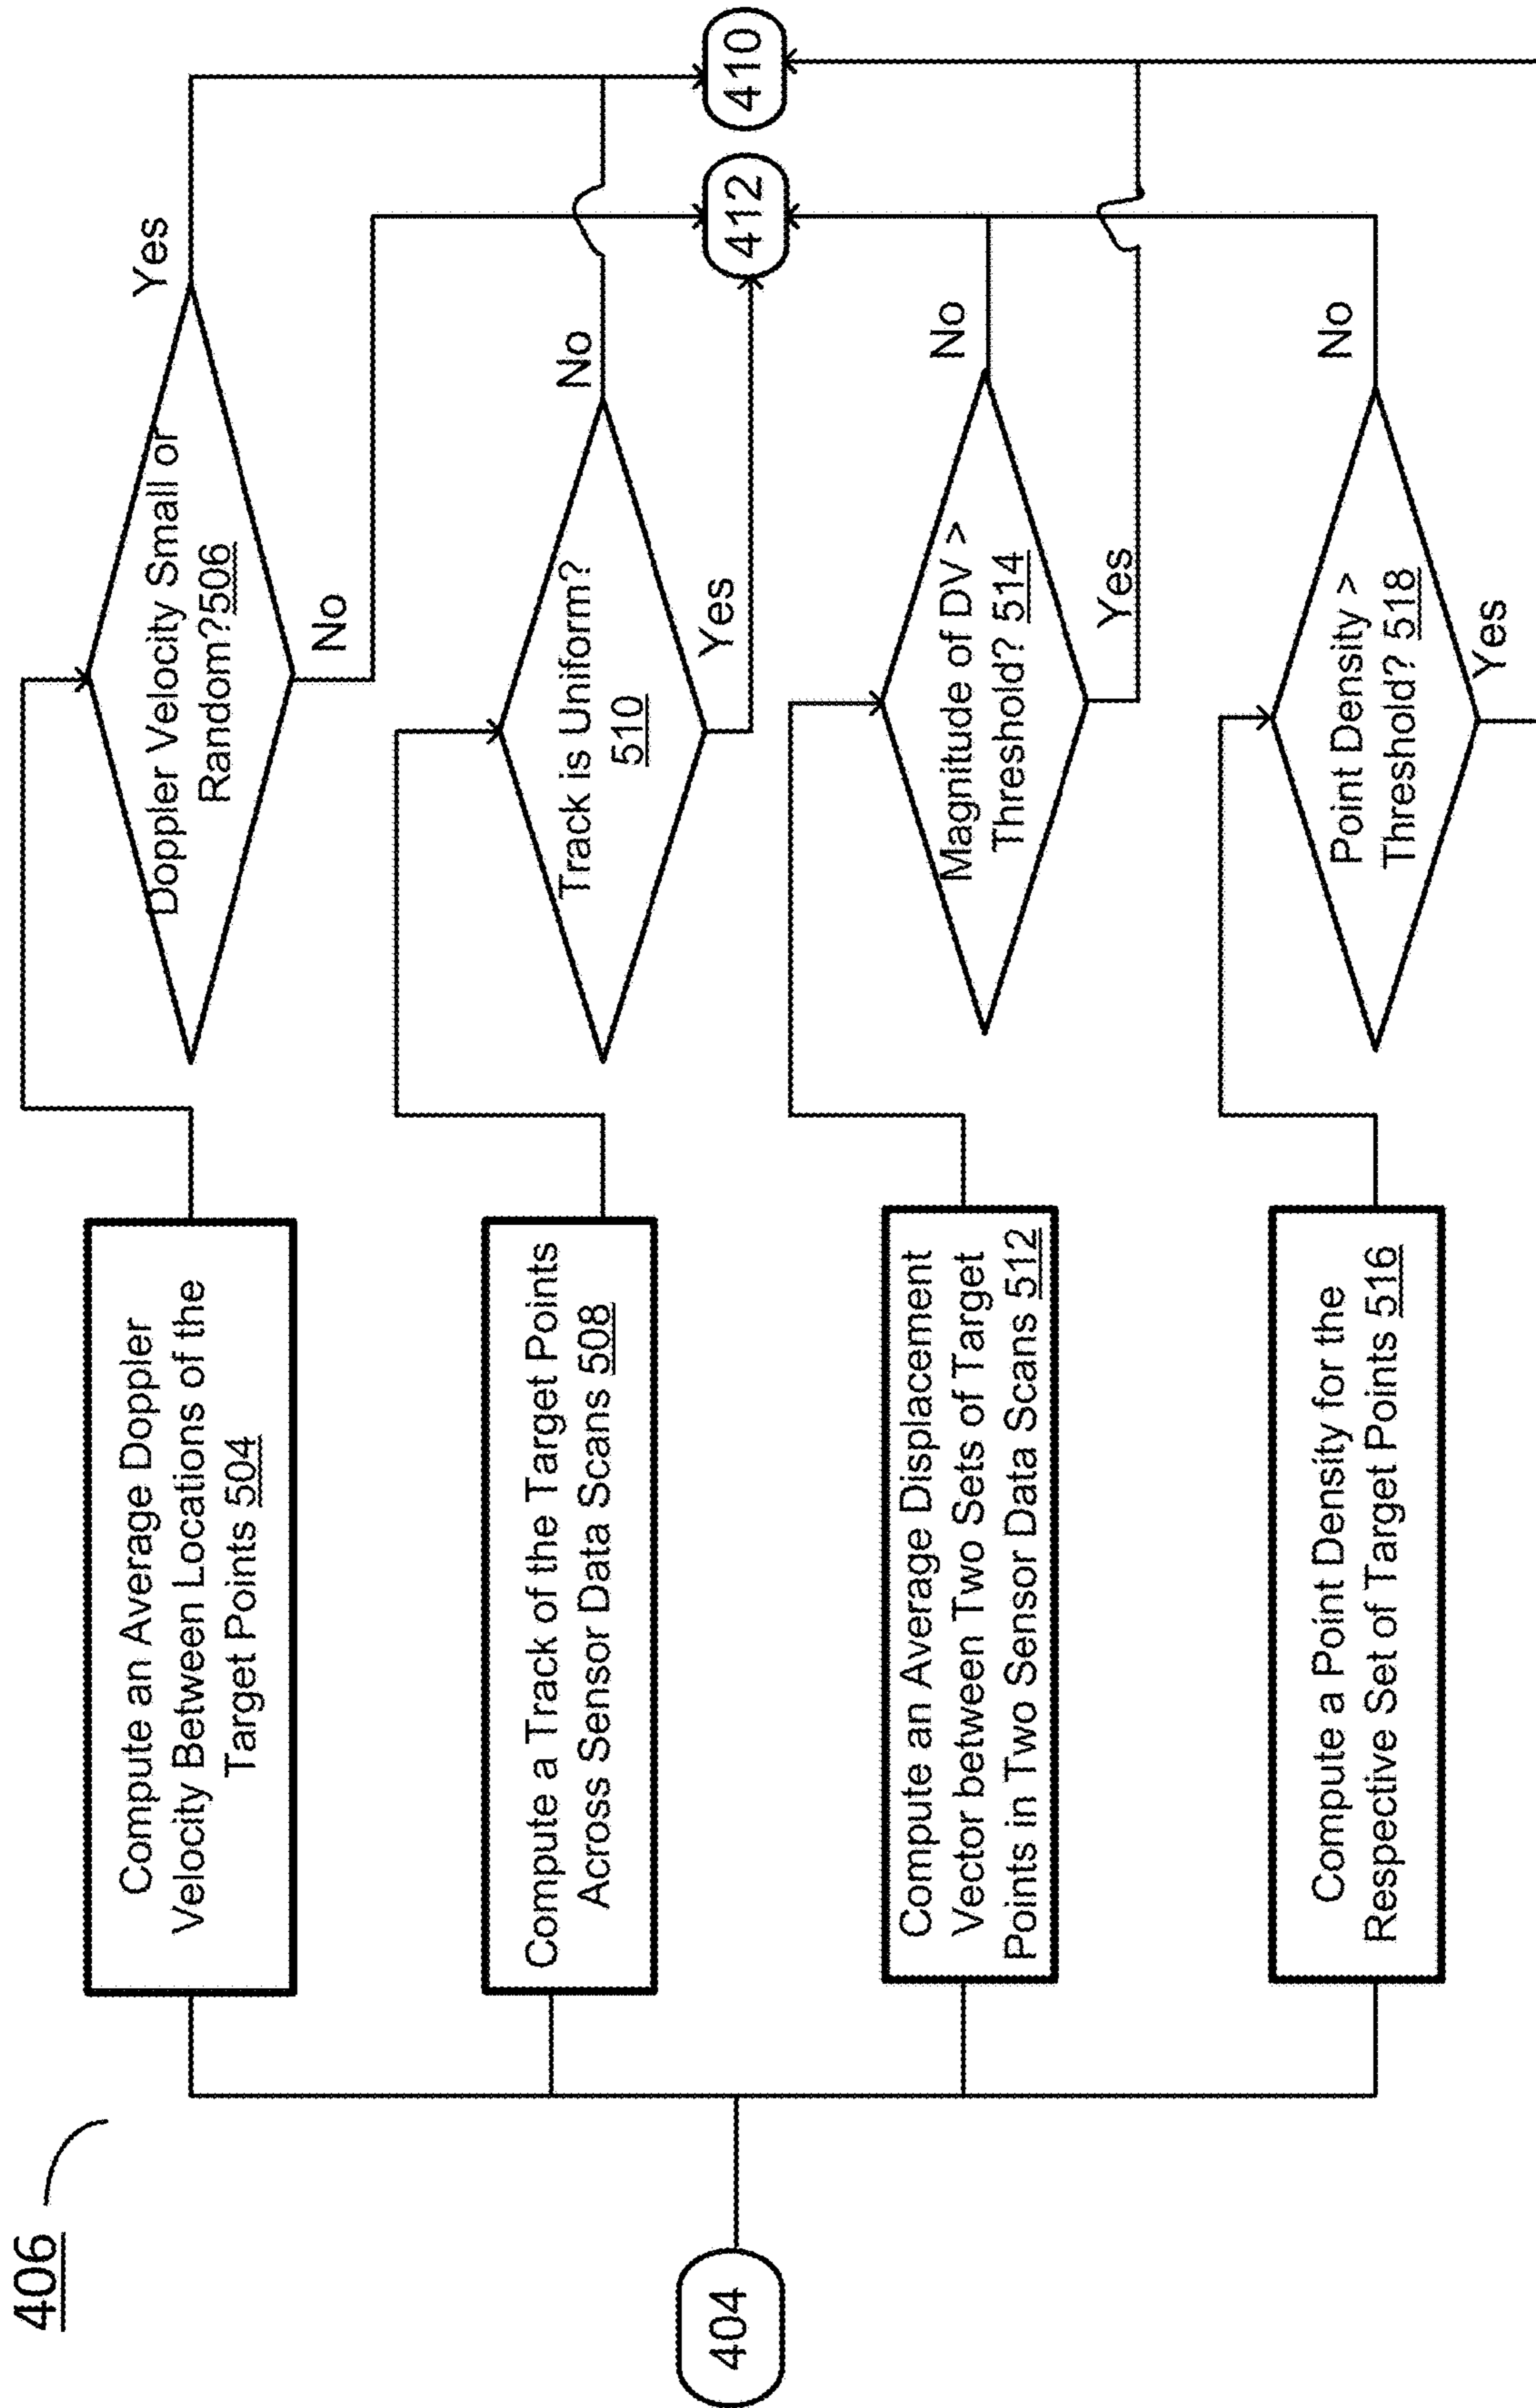 406
404
Compute an Average Doppler
Velocity Between Locations of the
Target Points 504
Doppler Velocity Small or
Random?506
Yes
No
Compute a Track of the Target Points
Across Sensor Data Scans 508
Track is Uniform?
510
No
Yes
412
410
Compute an Average Displacement
Vector between Two Sets of Target
Points in Two Sensor Data Scans 512
Magnitude of DV >
Threshold? 514
No
Yes
Compute a Point Density for the
Respective Set of Target Points 516
Point Density >
Threshold? 518
No
Yes